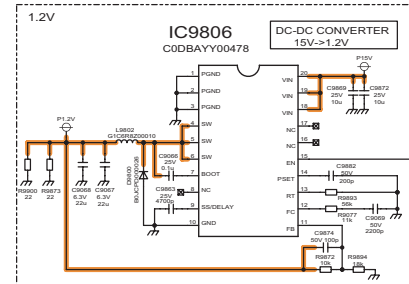 1.2V
IC9806
C0DBAYY00478
DC-DC CONVERTER
15V->1.2V
P15V
P1.2V
L9802
G1C6R8Z00010
1 PGND
2 PGND
3 PGND
4 SW
5 SW
6 SW
7 BOOT
8 NC
9 SS/DELAY
10 GND
VIN 20
VIN 19
VIN 18
NC 17
NC 16
EN 15
PSET 14
RT 13
FC 12
FB 11
C9869
25V
10u
C9872
25V
10u
C9882
50V
200p
R9893
56k
R9077
11k
C9069
50V
2200p
C9874
50V 100p
R9872
10k
R9894
18k
C9066
25V
0.1u
C9863
25V
4700p
D9800
B0JCPD000026
R9900
22
R9873
22
C9068
6.3V
22u
C9067
6.3V
22u